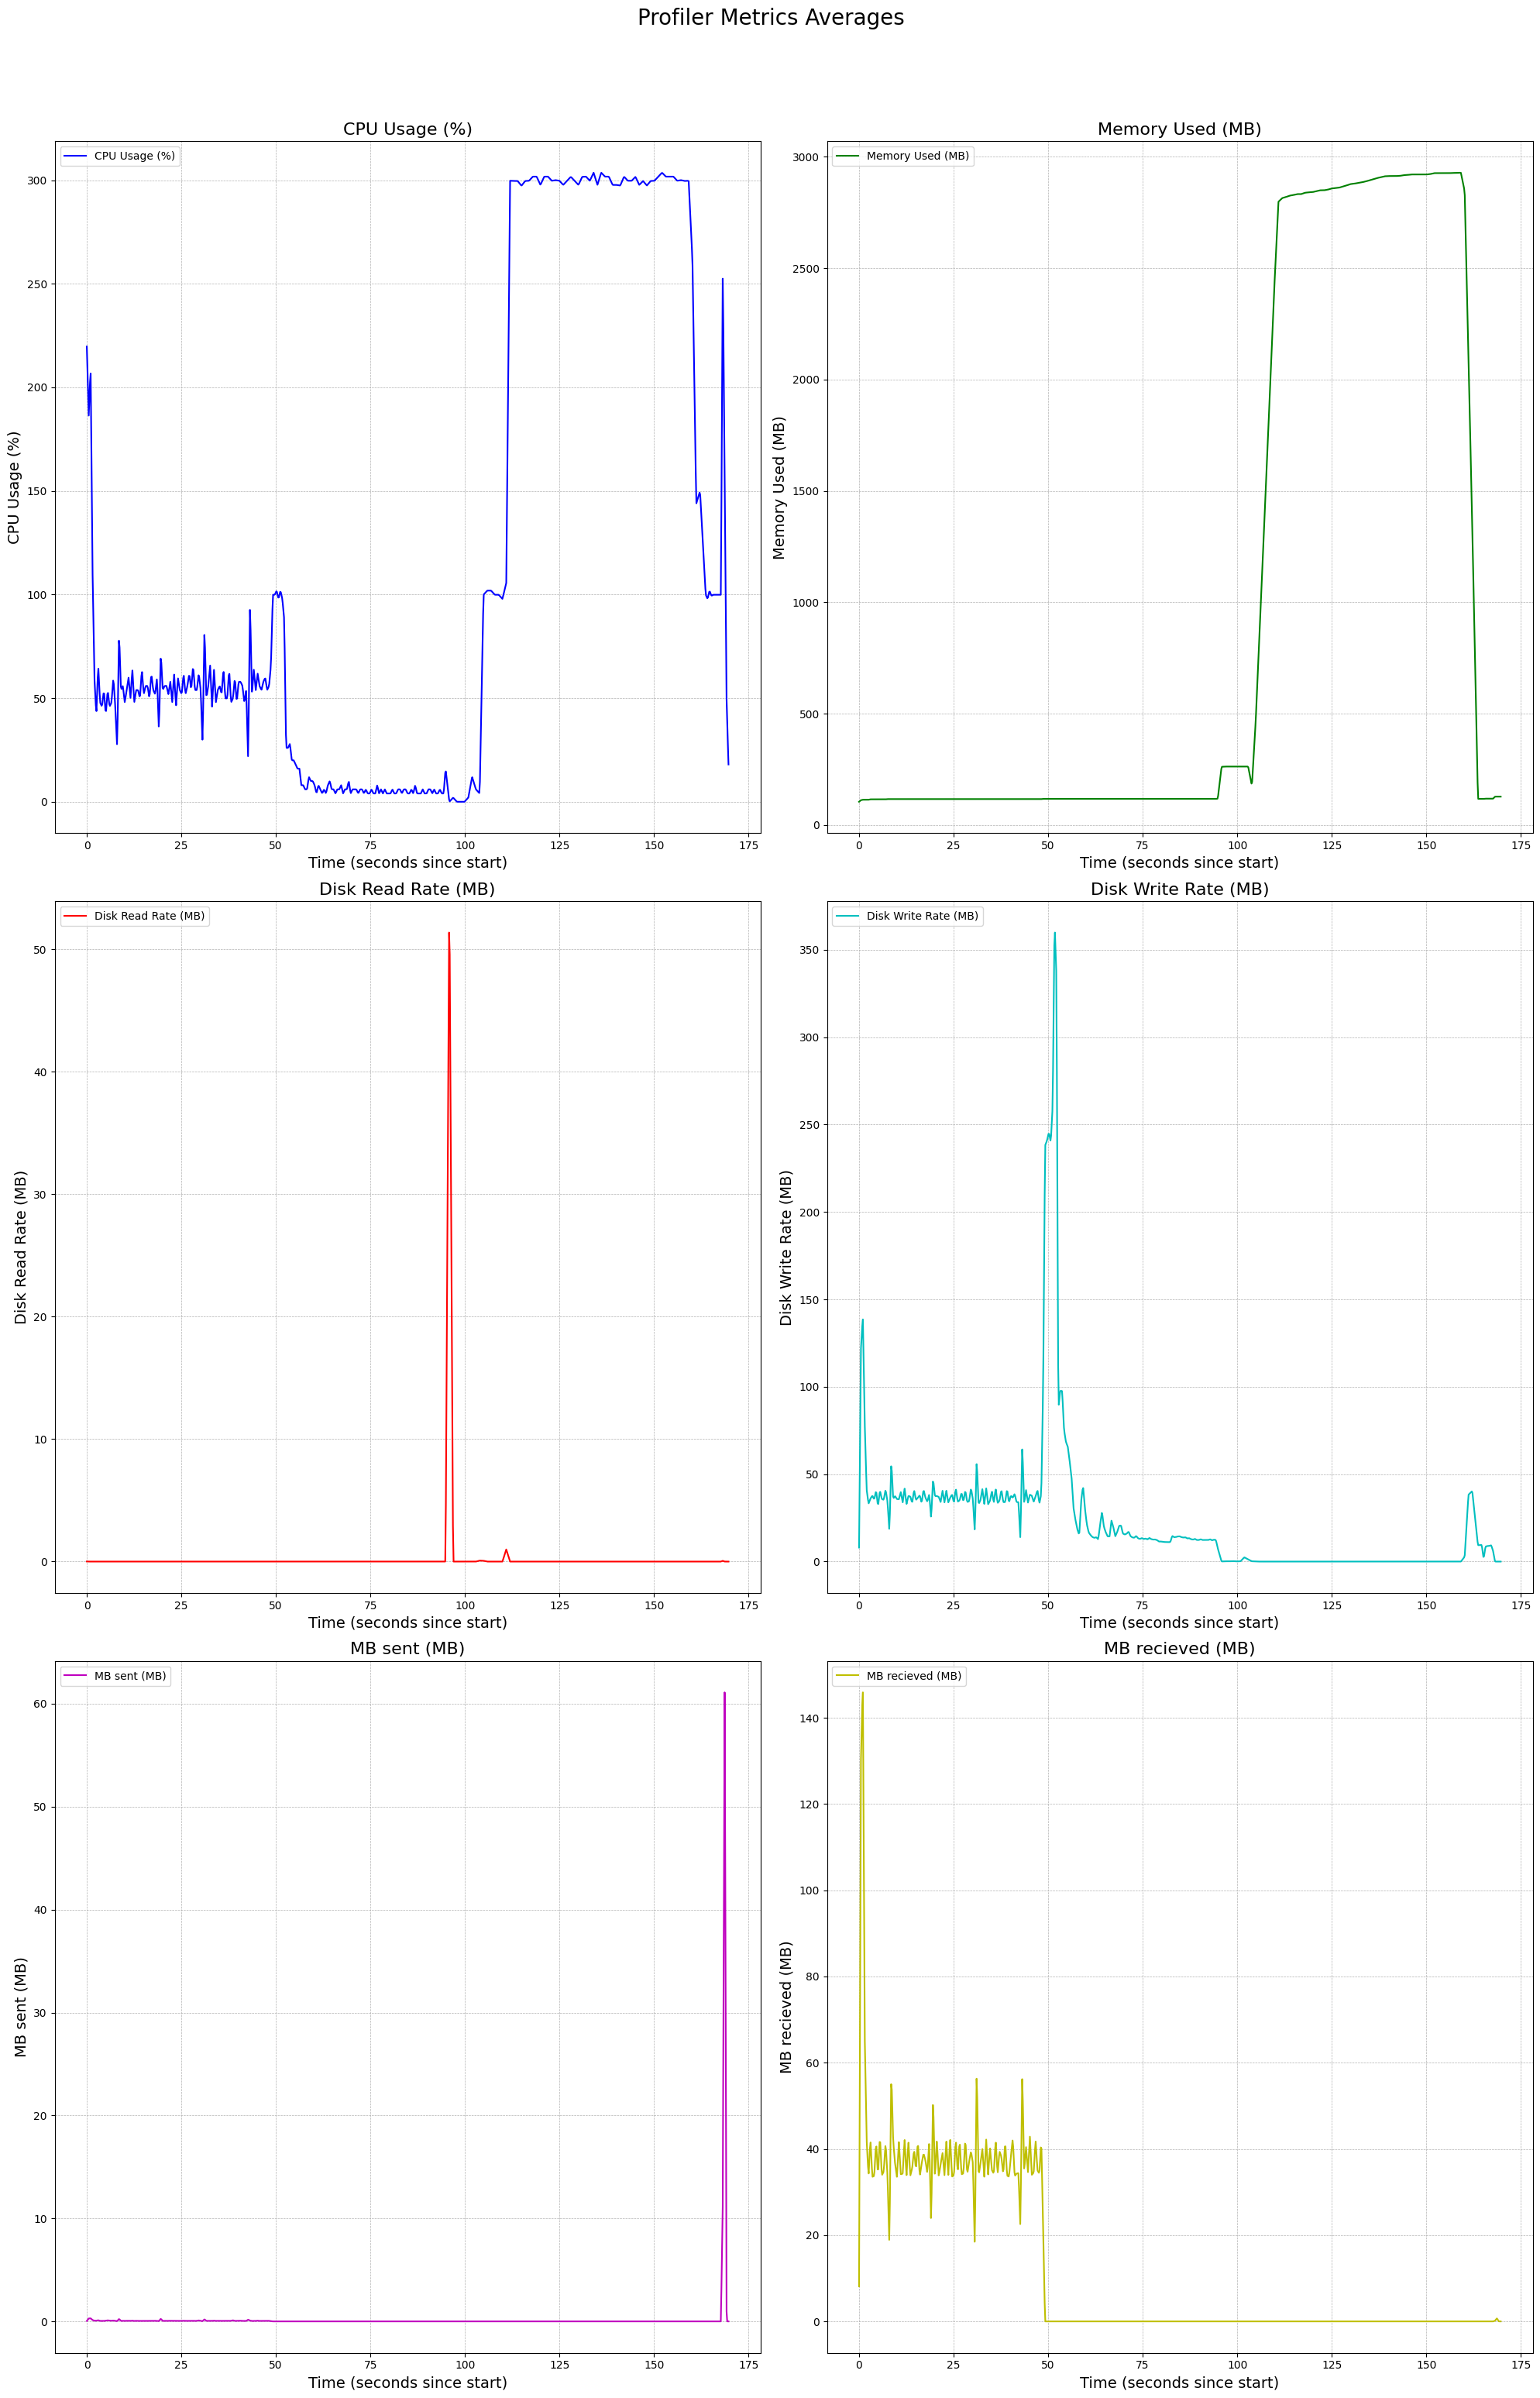 Profiler Metrics Averages
CPU Usage (%)
CPU Usage (%)
300
250
200
150
100
50
0
CPU Usage (%)
0 25 50 75 100 125 150 175
Time (seconds since start)
Memory Used (MB)
Memory Used (MB)
3000
2500
2000
1500
1000
500
0
Memory Used (MB)
0 25 50 75 100 125 150 175
Time (seconds since start)
Disk Read Rate (MB)
Disk Read Rate (MB)
50
40
30
20
10
0
Disk Read Rate (MB)
0 25 50 75 100 125 150 175
Time (seconds since start)
Disk Write Rate (MB)
Disk Write Rate (MB)
350
300
250
200
150
100
50
0
Disk Write Rate (MB)
0 25 50 75 100 125 150 175
Time (seconds since start)
MB sent (MB)
MB sent (MB)
60
50
40
30
20
10
0
MB sent (MB)
0 25 50 75 100 125 150 175
Time (seconds since start)
MB recieved (MB)
MB recieved (MB)
140
120
100
80
60
40
20
0
MB recieved (MB)
0 25 50 75 100 125 150 175
Time (seconds since start)